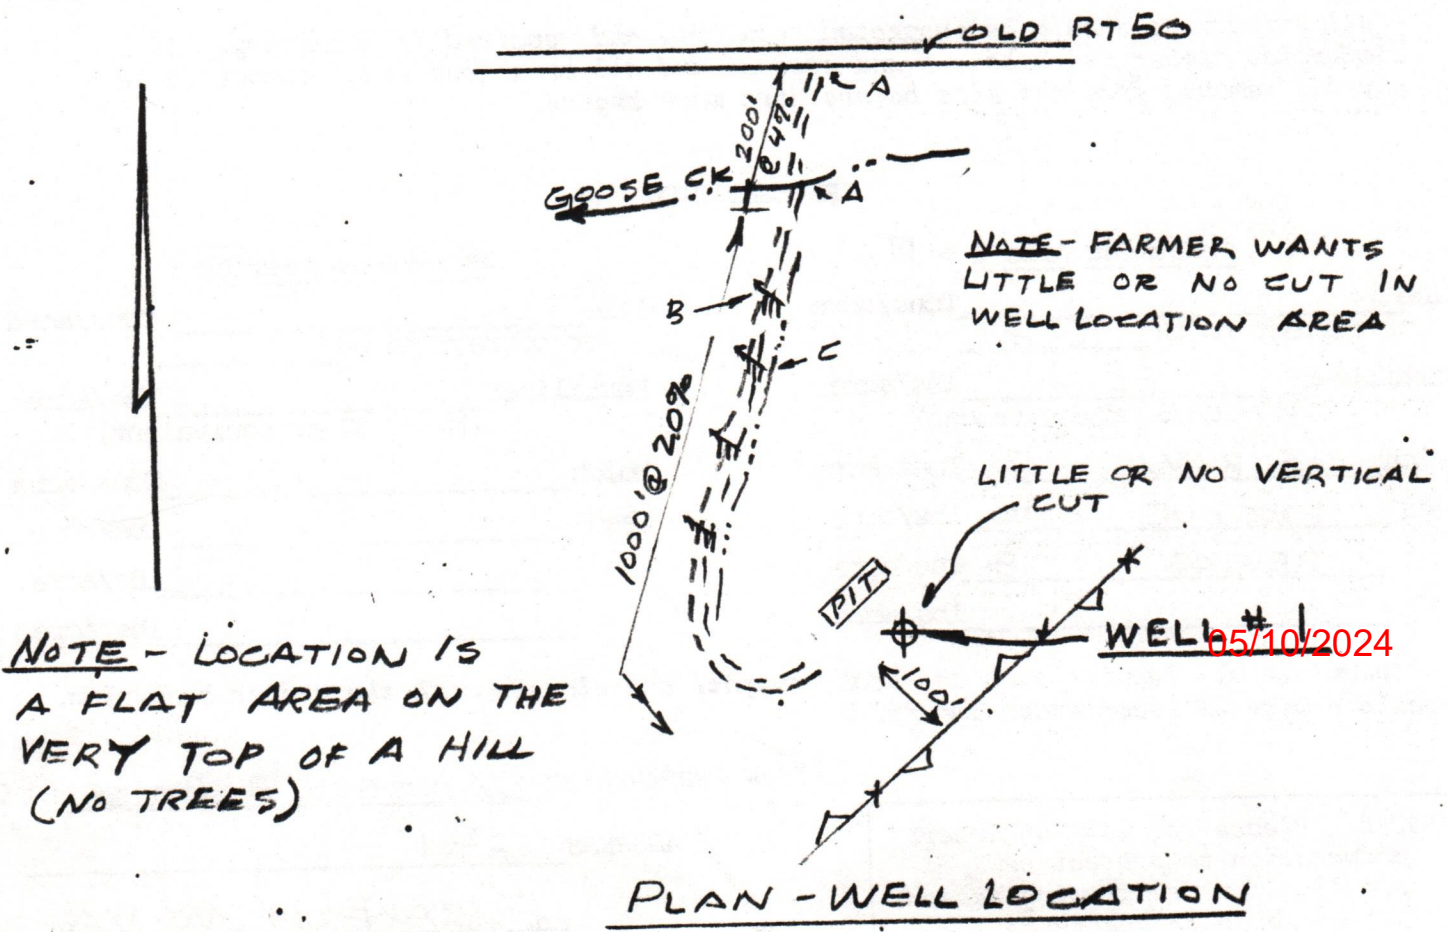 OLD RT 50
A
200'
@ 4%
GOOSE CK
A
NOTE - FARMER WANTS
LITTLE OR NO CUT IN
WELL LOCATION AREA
B
C
1000' @ 20%
LITTLE OR NO VERTICAL
CUT
PIT
WELL # 1
05/10/2024
100'
NOTE - LOCATION IS
A FLAT AREA ON THE
VERY TOP OF A HILL
(NO TREES)
PLAN - WELL LOCATION